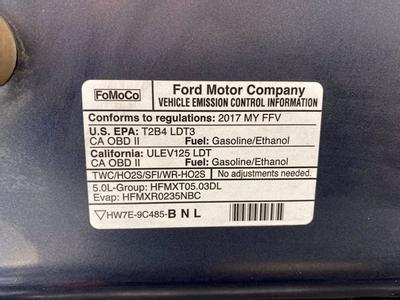 FoMoCo
Ford Motor Company
VEHICLE EMISSION CONTROL INFORMATION
Conforms to regulations: 2017 MY FFV
U.S. EPA: T2B4 LDT3
CA OBD II Fuel: Gasoline/Ethanol
California: ULEV125 LDT
CA OBD II Fuel: Gasoline/Ethanol
TWC/HO2S/SFI/WR-HO2S No adjustments needed.
5.0L-Group: HFMXT05.03DL
Evap: HFMXR0235NBC
HW7E-9C485-B N L